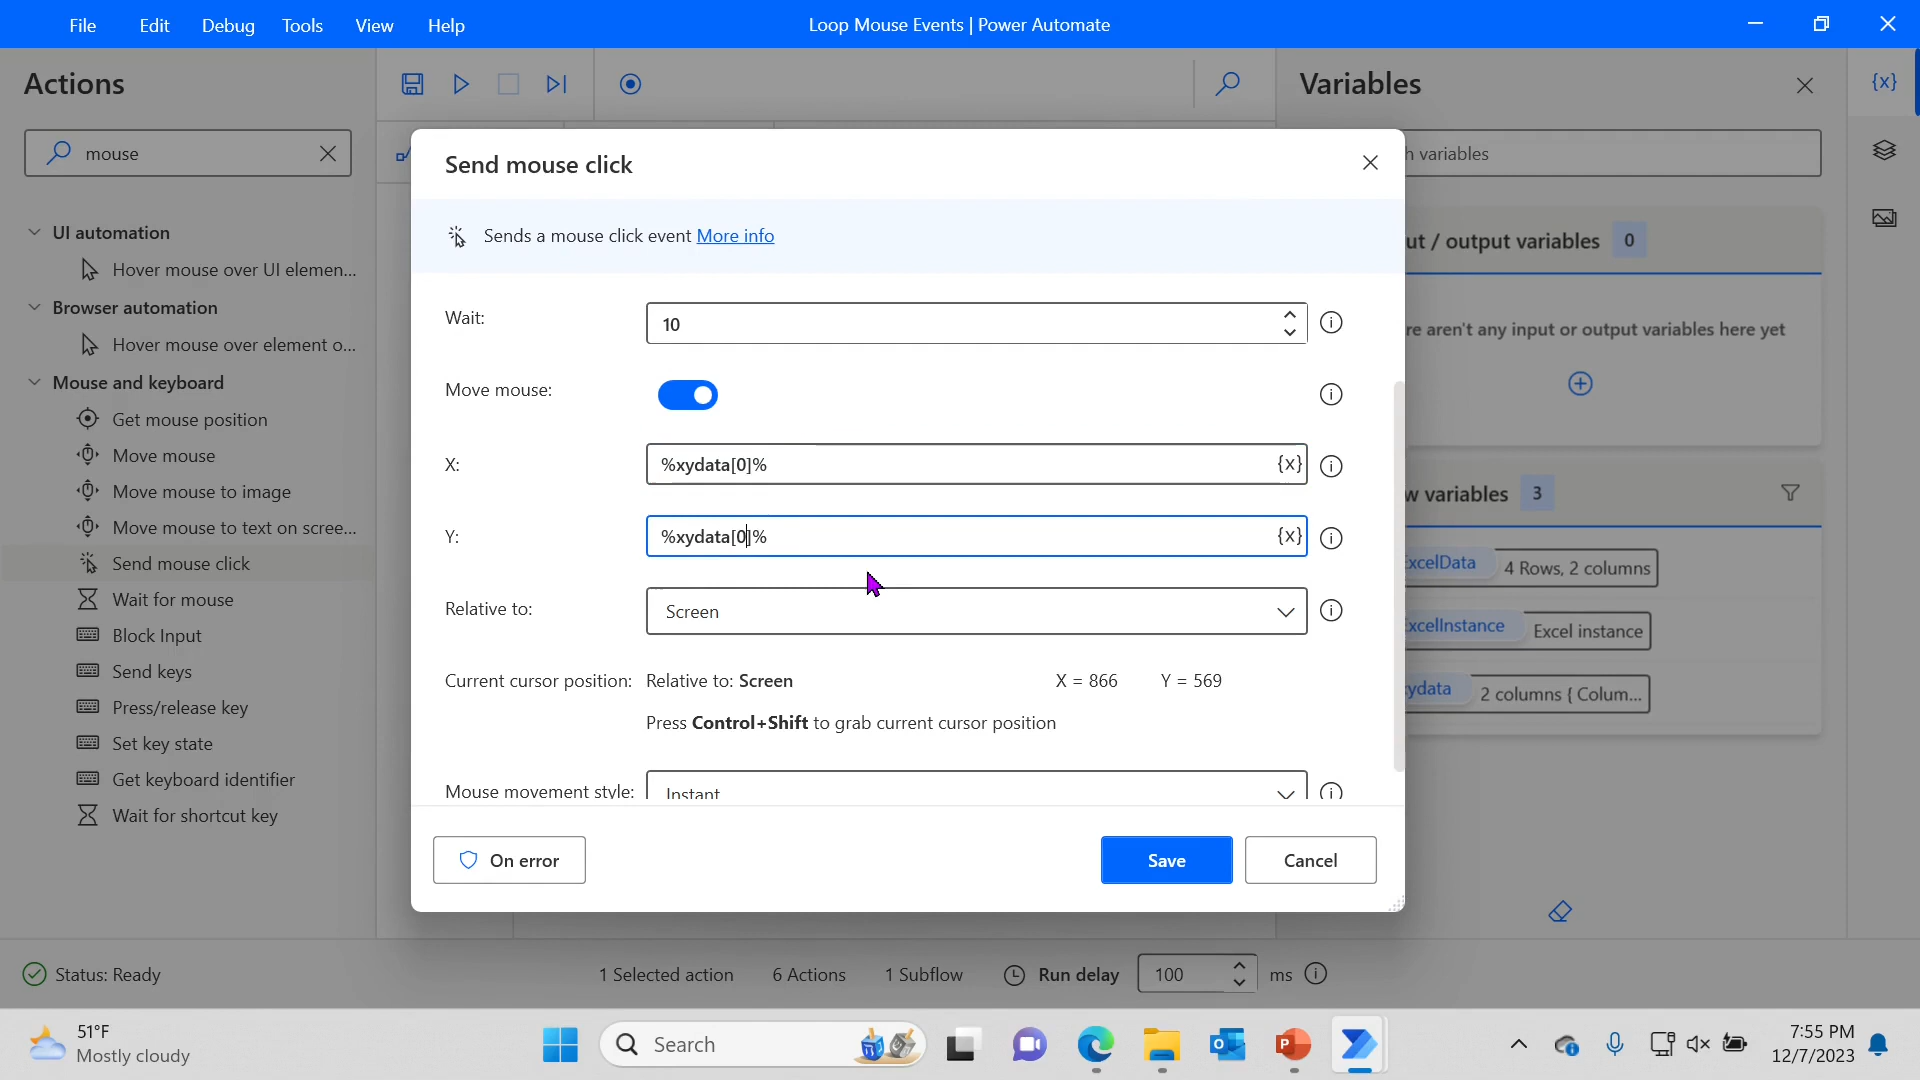 File Edit Debug Tools View Help Loop Mouse Events | Power Automate
Actions
Variables
{x}
mouse
h variables
Send mouse click
Sends a mouse click event More info
UI automation
Hover mouse over UI elemen...
Browser automation
Hover mouse over element o...
Mouse and keyboard
Get mouse position
Move mouse
Move mouse to image
Move mouse to text on scree...
Send mouse click
Wait for mouse
Block Input
Send keys
Press/release key
Set key state
Get keyboard identifier
Wait for shortcut key
Wait: 10
Move mouse:
X: %xydata[0]% {x}
Y: %xydata[0]% {x}
Relative to: Screen
Current cursor position: Relative to: Screen X = 866 Y = 569
Press Control+Shift to grab current cursor position
Mouse movement style: Instant
On error Save Cancel
ut / output variables 0
re aren't any input or output variables here yet
w variables 3
ExcelData 4 Rows, 2 columns
ExcelInstance Excel instance
xydata 2 columns { Colum...
Status: Ready 1 Selected action 6 Actions 1 Subflow Run delay 100 ms
51°F
Mostly cloudy
Search
7:55 PM
12/7/2023